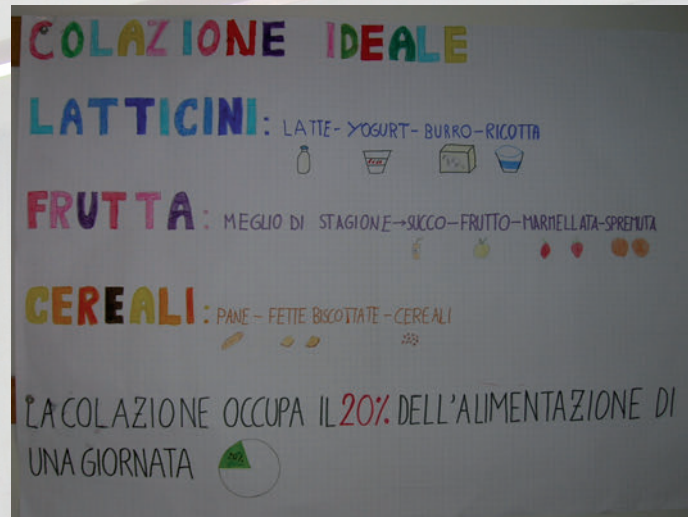 COLAZIONE IDEALE
LATTICINI: LATTE-YOGURT-BURRO-RICOTTA
FRUTTA: MEGLIO DI STAGIONE→SUCCO-FRUTTO-MARMELLATA-SPREMUTA
CEREALI: PANE-FETTE BISCOTTATE-CEREALI
LA COLAZIONE OCCUPA IL 20% DELL'ALIMENTAZIONE DI
UNA GIORNATA 20%